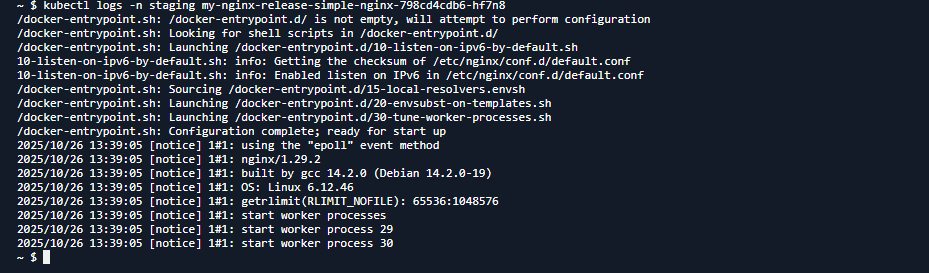 ~ $ kubectl logs -n staging my-nginx-release-simple-nginx-798cd4cdb6-hf7n8
/docker-entrypoint.sh: /docker-entrypoint.d/ is not empty, will attempt to perform configuration
/docker-entrypoint.sh: Looking for shell scripts in /docker-entrypoint.d/
/docker-entrypoint.sh: Launching /docker-entrypoint.d/10-listen-on-ipv6-by-default.sh
10-listen-on-ipv6-by-default.sh: info: Getting the checksum of /etc/nginx/conf.d/default.conf
10-listen-on-ipv6-by-default.sh: info: Enabled listen on IPv6 in /etc/nginx/conf.d/default.conf
/docker-entrypoint.sh: Sourcing /docker-entrypoint.d/15-local-resolvers.envsh
/docker-entrypoint.sh: Launching /docker-entrypoint.d/20-envsubst-on-templates.sh
/docker-entrypoint.sh: Launching /docker-entrypoint.d/30-tune-worker-processes.sh
/docker-entrypoint.sh: Configuration complete; ready for start up
2025/10/26 13:39:05 [notice] 1#1: using the "epoll" event method
2025/10/26 13:39:05 [notice] 1#1: nginx/1.29.2
2025/10/26 13:39:05 [notice] 1#1: built by gcc 14.2.0 (Debian 14.2.0-19)
2025/10/26 13:39:05 [notice] 1#1: OS: Linux 6.12.46
2025/10/26 13:39:05 [notice] 1#1: getrlimit(RLIMIT_NOFILE): 65536:1048576
2025/10/26 13:39:05 [notice] 1#1: start worker processes
2025/10/26 13:39:05 [notice] 1#1: start worker process 29
2025/10/26 13:39:05 [notice] 1#1: start worker process 30
~ $